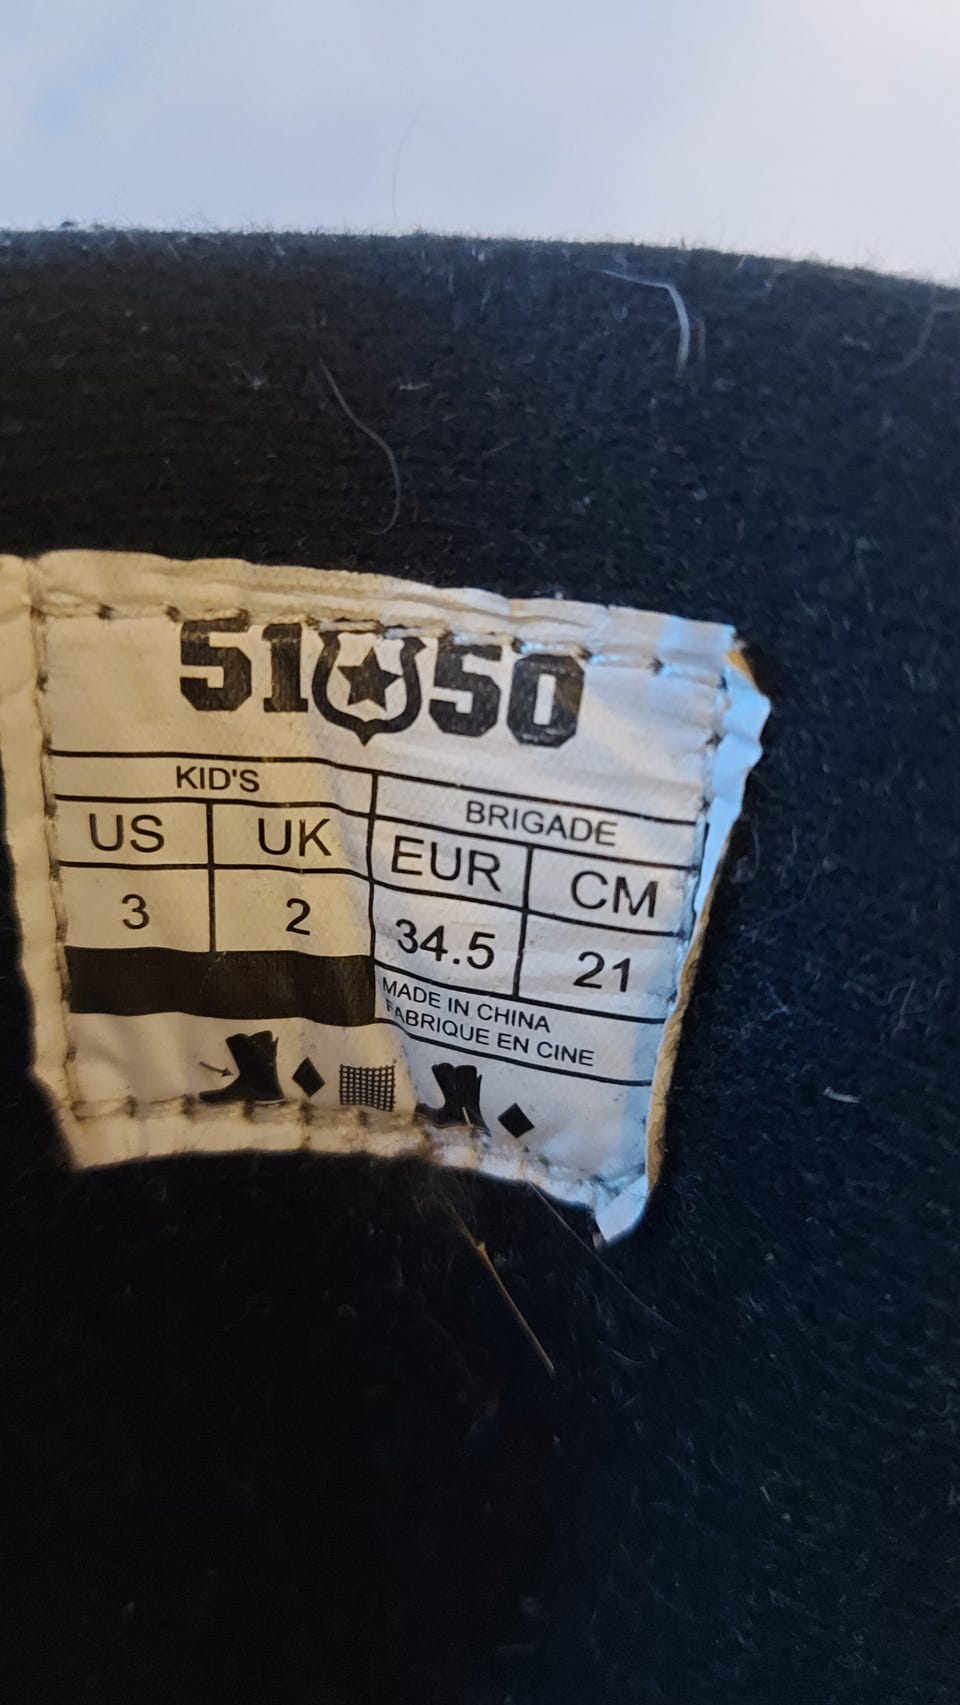 51 50
KID'S BRIGADE
US UK EUR CM
3 2 34.5 21
MADE IN CHINA
FABRIQUE EN CINE